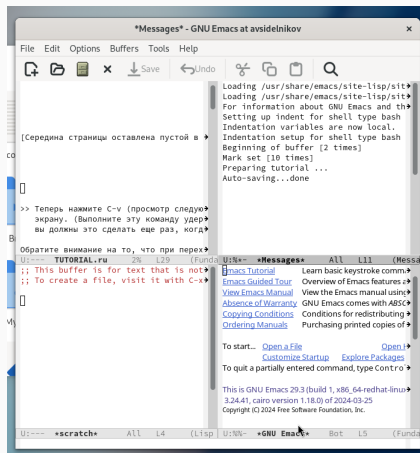 *Messages* - GNU Emacs at avsidelnikov
File Edit Options Buffers Tools Help
Save Undo
[Середина страницы оставлена пустой в
>> Теперь нажмите C-v (просмотр следую
экрану. (Выполните эту команду удер
вы должны это сделать еще раз, когд
Обратите внимание на то, что при перех
U:--- TUTORIAL.ru 2% L29 (Funda
Loading /usr/share/emacs/site-lisp/sit
Loading /usr/share/emacs/site-lisp/sit
For information about GNU Emacs and th
Setting up indent for shell type bash
Indentation variables are now local.
Indentation setup for shell type bash
Beginning of buffer [2 times]
Mark set [10 times]
Preparing tutorial ...
Auto-saving...done
U:%*- *Messages* All L11 (Messa
;; This buffer is for text that is not
;; To create a file, visit it with C-x
U:--- *scratch* All L4 (Lisp
Emacs Tutorial Learn basic keystroke comma
Emacs Guided Tour Overview of Emacs features a
View Emacs Manual View the Emacs manual using
Absence of Warranty GNU Emacs comes with ABSO
Copying Conditions Conditions for redistributing
Ordering Manuals Purchasing printed copies of
To start... Open a File Open
Customize Startup Explore Packages
To quit a partially entered command, type Contro
This is GNU Emacs 29.3 (build 1, x86_64-redhat-linux
3.24.41, cairo version 1.18.0) of 2024-03-25
Copyright (C) 2024 Free Software Foundation, Inc.
U:%%- *GNU Emacs* Bot L5 (Funda